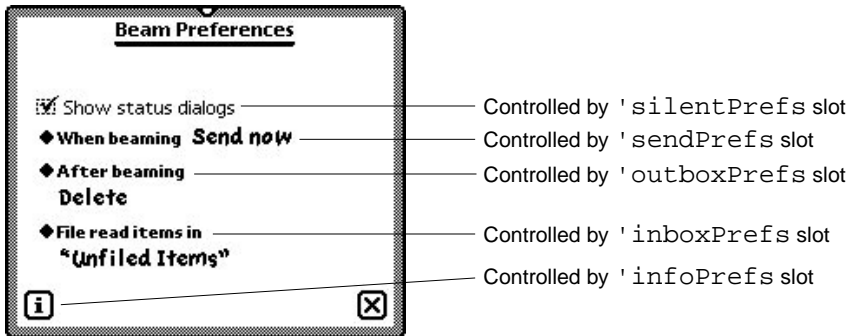 Beam Preferences
Show status dialogs
Controlled by 'silentPrefs slot
When beaming Send now
Controlled by 'sendPrefs slot
After beaming
Controlled by 'outboxPrefs slot
Delete
File read items in
Controlled by 'inboxPrefs slot
“Unfiled Items”
i
Controlled by 'infoPrefs slot